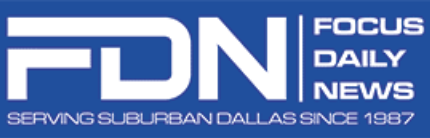 FDN
FOCUS
DAILY
NEWS
SERVING SUBURBAN DALLAS SINCE 1987